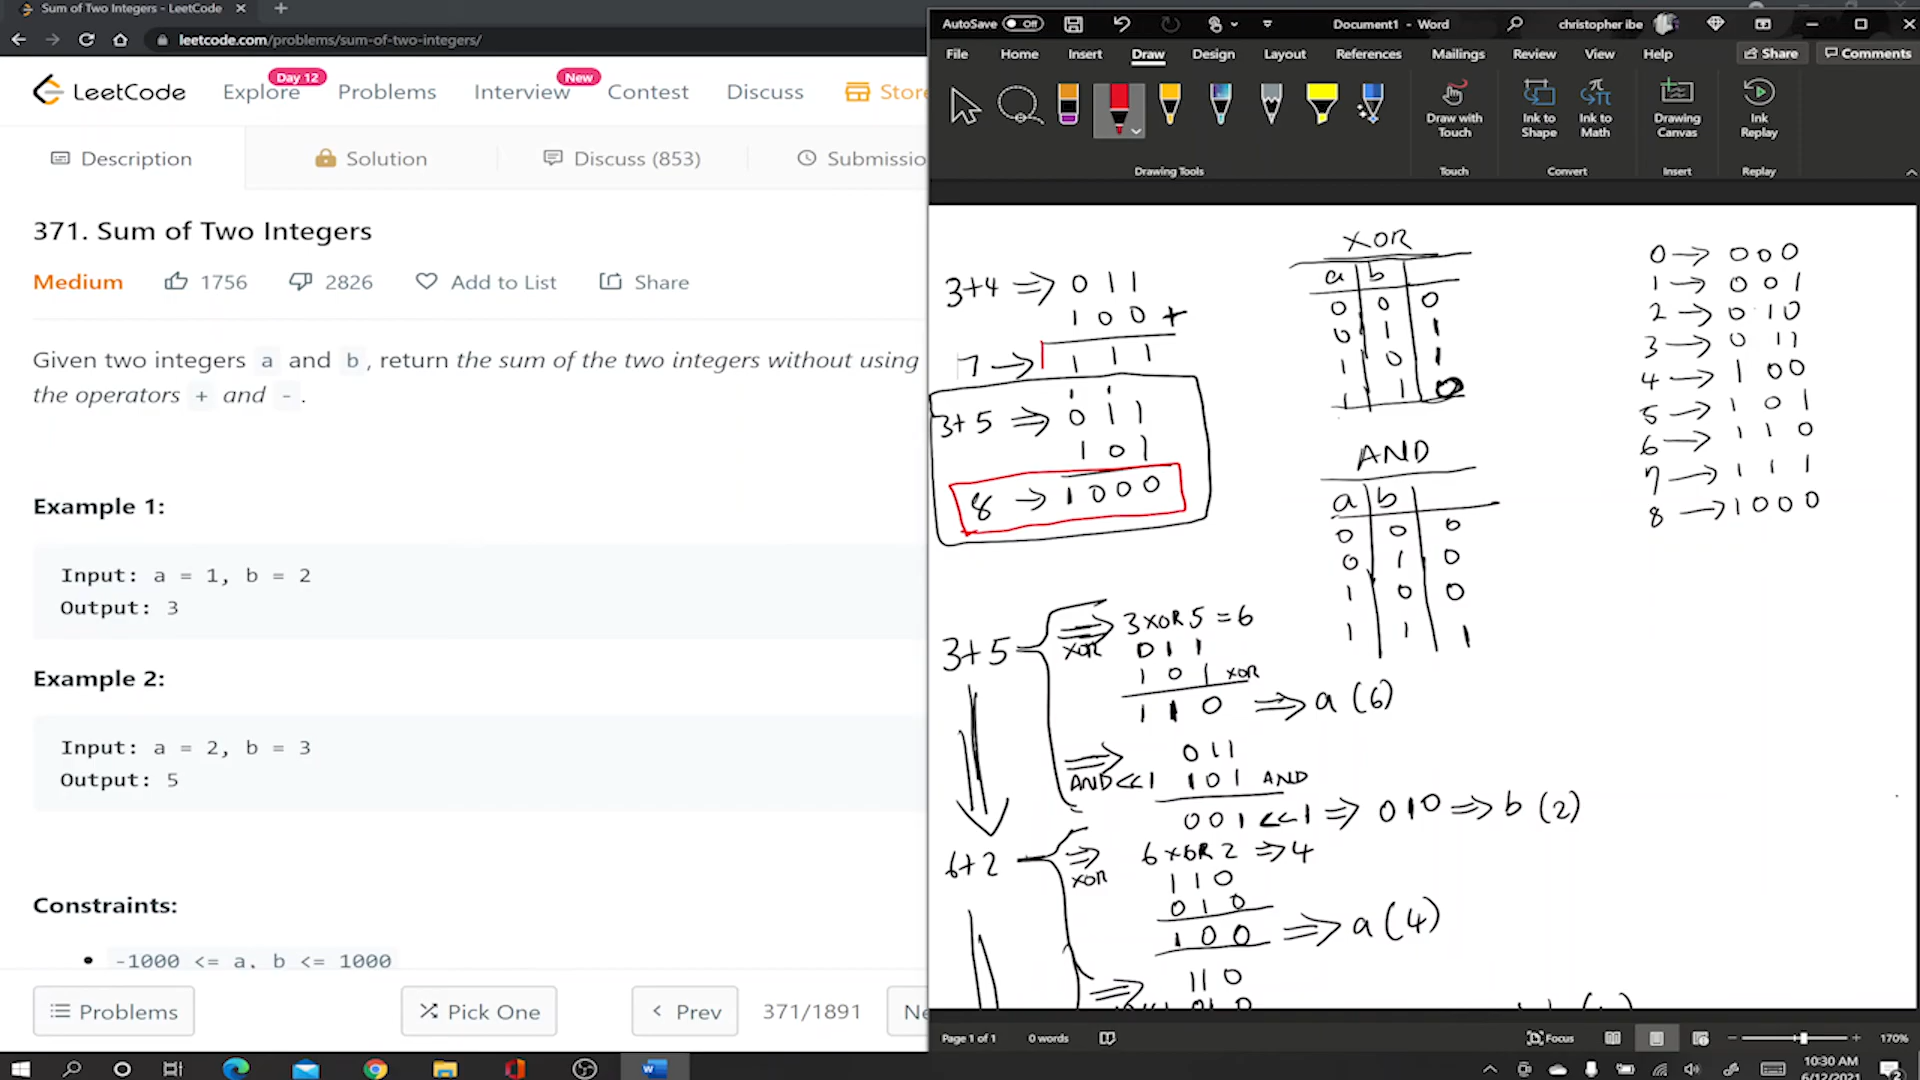 Sum of Two Integers - LeetCode
leetcode.com/problems/sum-of-two-integers/
LeetCode
Explore
Day 12
Problems
Interview
New
Contest
Discuss
Store
Description
Solution
Discuss (853)
Submissio
371. Sum of Two Integers
Medium
1756
2826
Add to List
Share
Given two integers a and b, return the sum of the two integers without using
the operators + and -.
Example 1:
Input: a = 1, b = 2
Output: 3
Example 2:
Input: a = 2, b = 3
Output: 5
Constraints:
-1000 <= a, b <= 1000
Problems
Pick One
Prev
371/1891
Ne
AutoSave Off
Document1 - Word
christopher ibe
File Home Insert Draw Design Layout References Mailings Review View Help
Share
Comments
Draw with Touch
Ink to Shape
Ink to Math
Drawing Canvas
Ink Replay
Drawing Tools
Touch
Convert
Insert
Replay
3+4 ⇒ 0 1 1
1 0 0 +
7 → 1 1 1
1 1
3+5 ⇒ 0 1 1
1 0 1
8 → 1 0 0 0
XOR
a b
0 0 0
0 1 1
1 0 1
1 1 0
AND
a b
0 0 0
0 1 0
1 0 0
1 1 1
0 → 0 0 0
1 → 0 0 1
2 → 0 1 0
3 → 0 1 1
4 → 1 0 0
5 → 1 0 1
6 → 1 1 0
7 → 1 1 1
8 → 1 0 0 0
3+5
⇒ 3 XOR 5 = 6
XOR 0 1 1
1 0 1 XOR
1 1 0 ⇒ a (6)
⇒ 0 1 1
AND<<1 1 0 1 AND
0 0 1 <<1 ⇒ 0 1 0 ⇒ b (2)
6+2
⇒ 6 XOR 2 ⇒ 4
XOR 1 1 0
0 1 0
1 0 0 ⇒ a (4)
⇒ 1 1 0
Page 1 of 1
0 words
Focus
170%
10:30 AM
6/12/2021
2